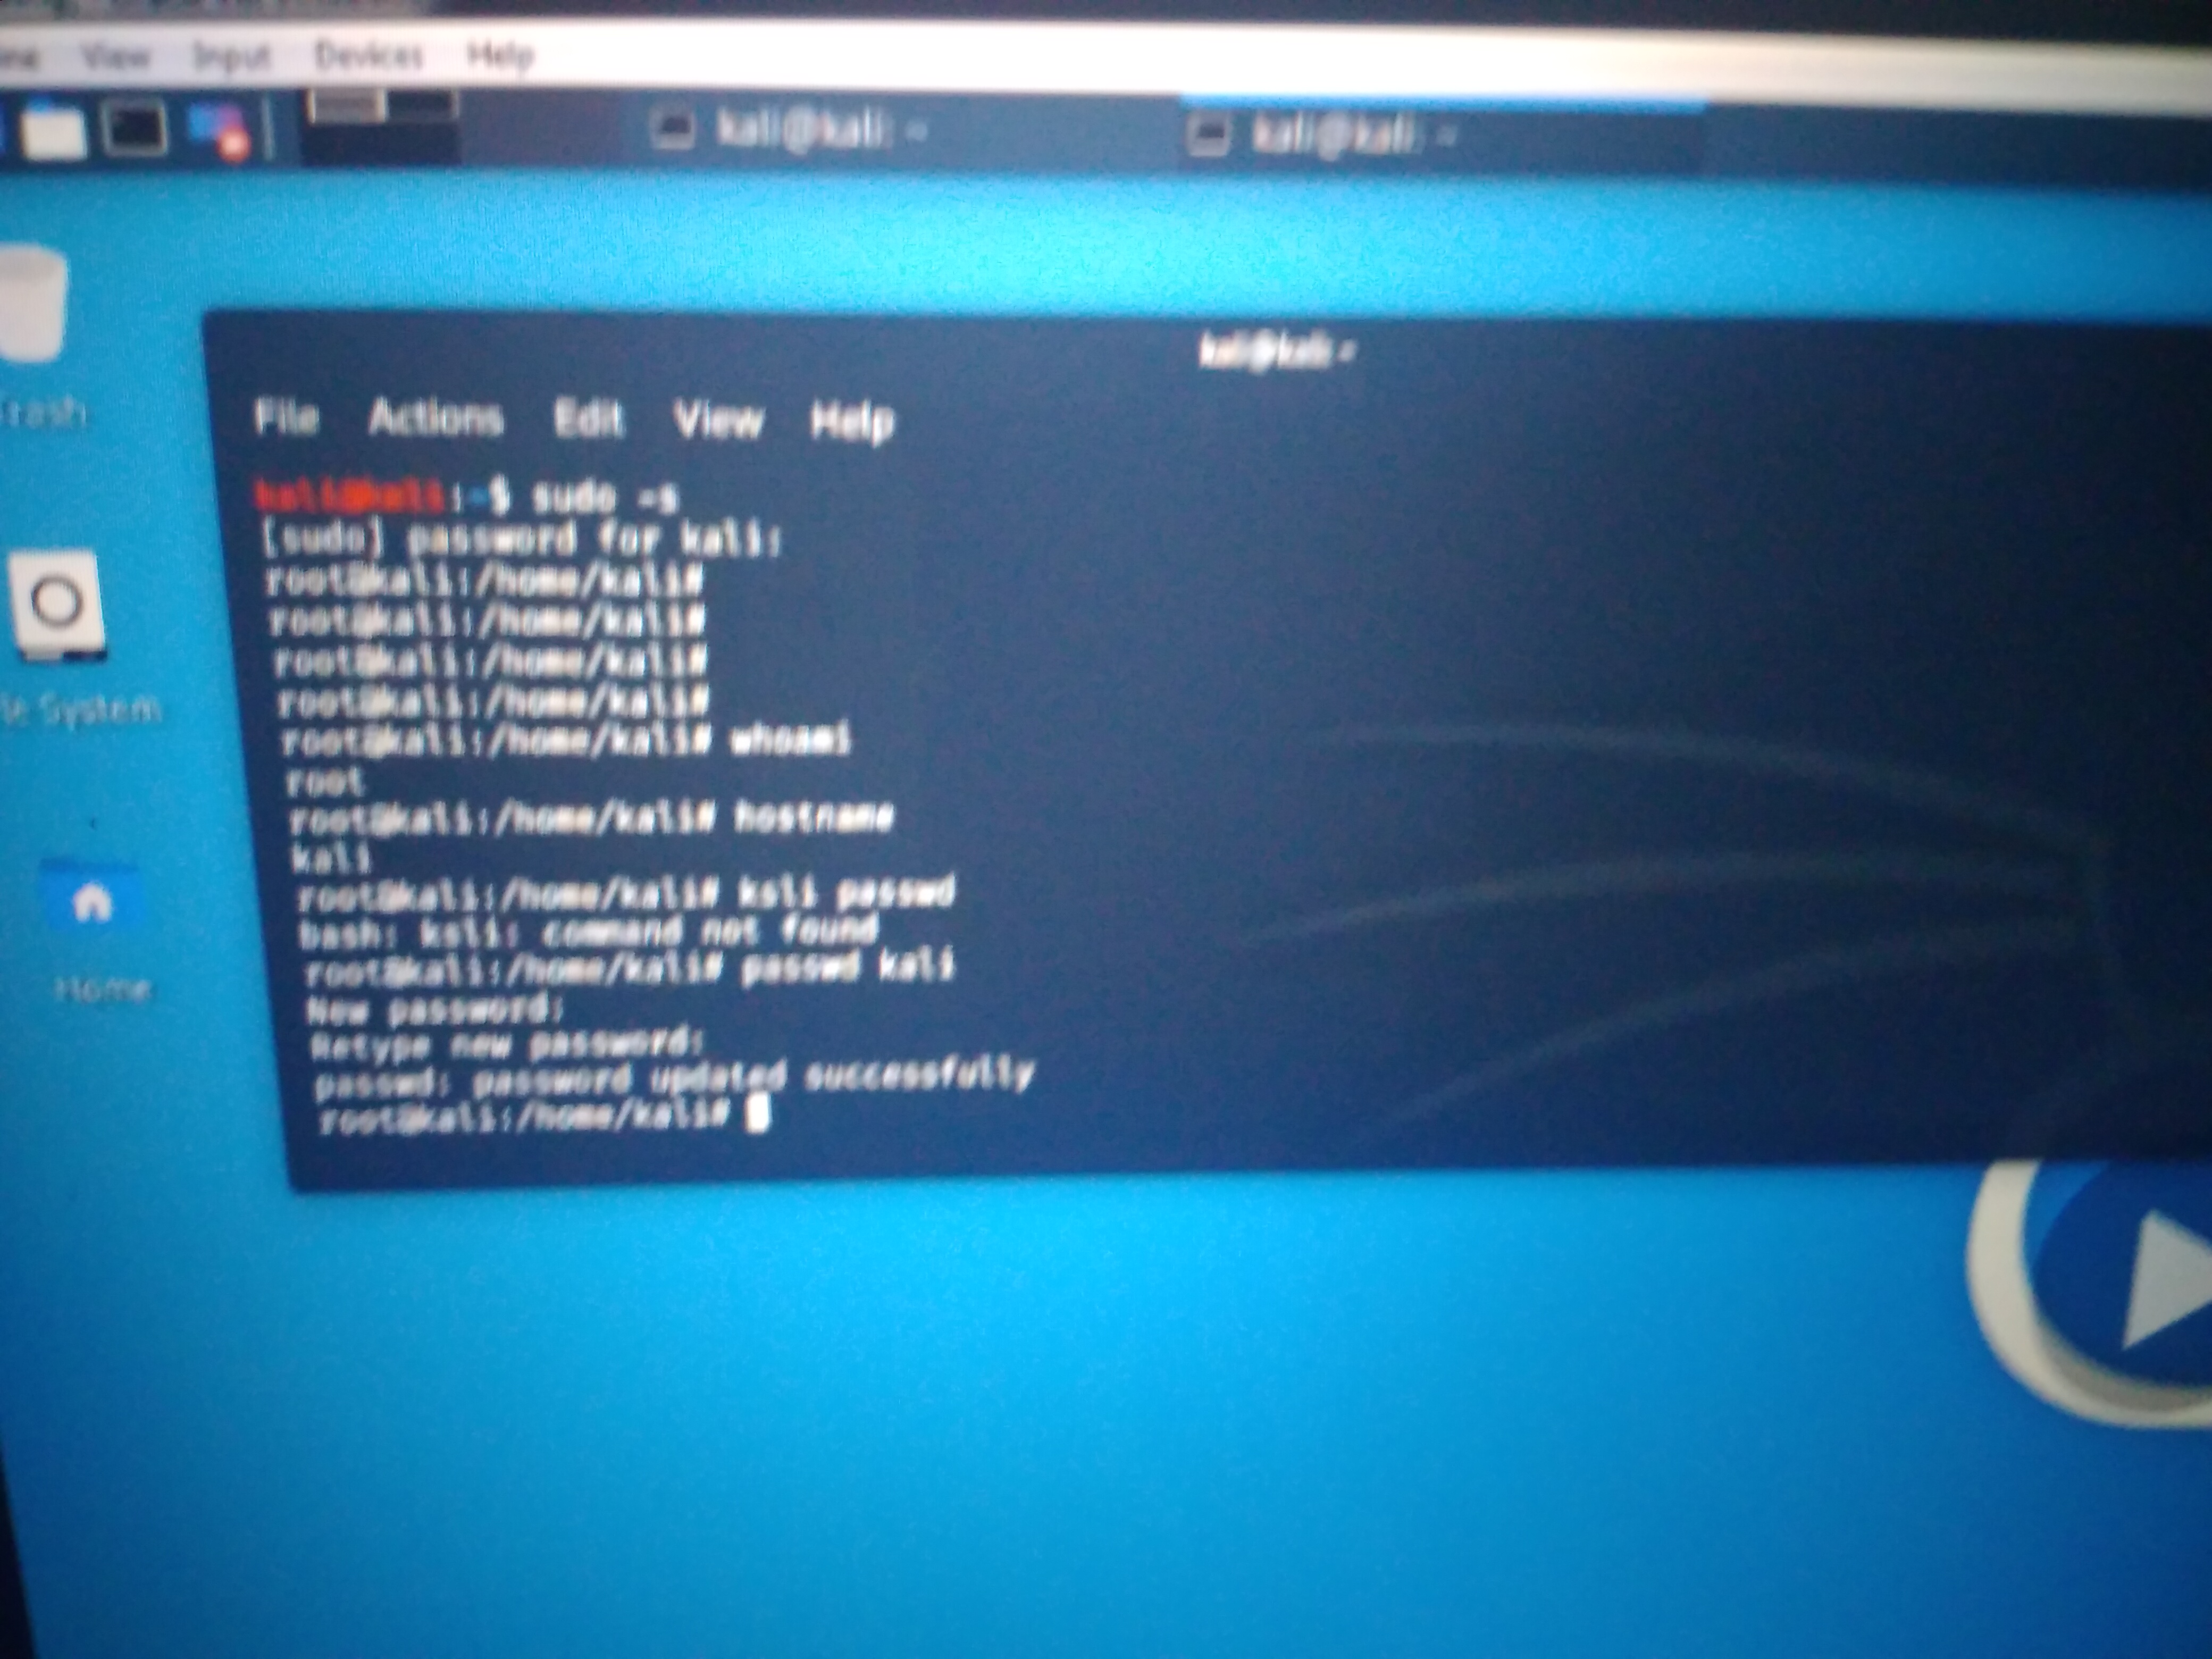 View Input Devices Help
kali@kali: ~
kali@kali: ~
kali@kali: ~
File Actions Edit View Help
kali@kali:~$ sudo -s
[sudo] password for kali:
root@kali:/home/kali#
root@kali:/home/kali#
root@kali:/home/kali#
root@kali:/home/kali#
root@kali:/home/kali# whoami
root
root@kali:/home/kali# hostname
kali
root@kali:/home/kali# ksli passwd
bash: ksli: command not found
root@kali:/home/kali# passwd kali
New password:
Retype new password:
passwd: password updated successfully
root@kali:/home/kali#
Trash
System
Home